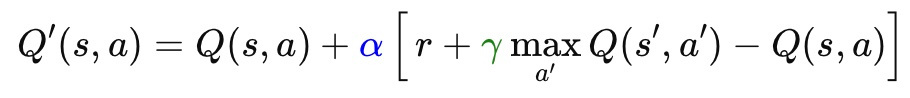 Q′(s, a) = Q(s, a) + α [ r + γ max_{a′} Q(s′, a′) − Q(s, a) ]